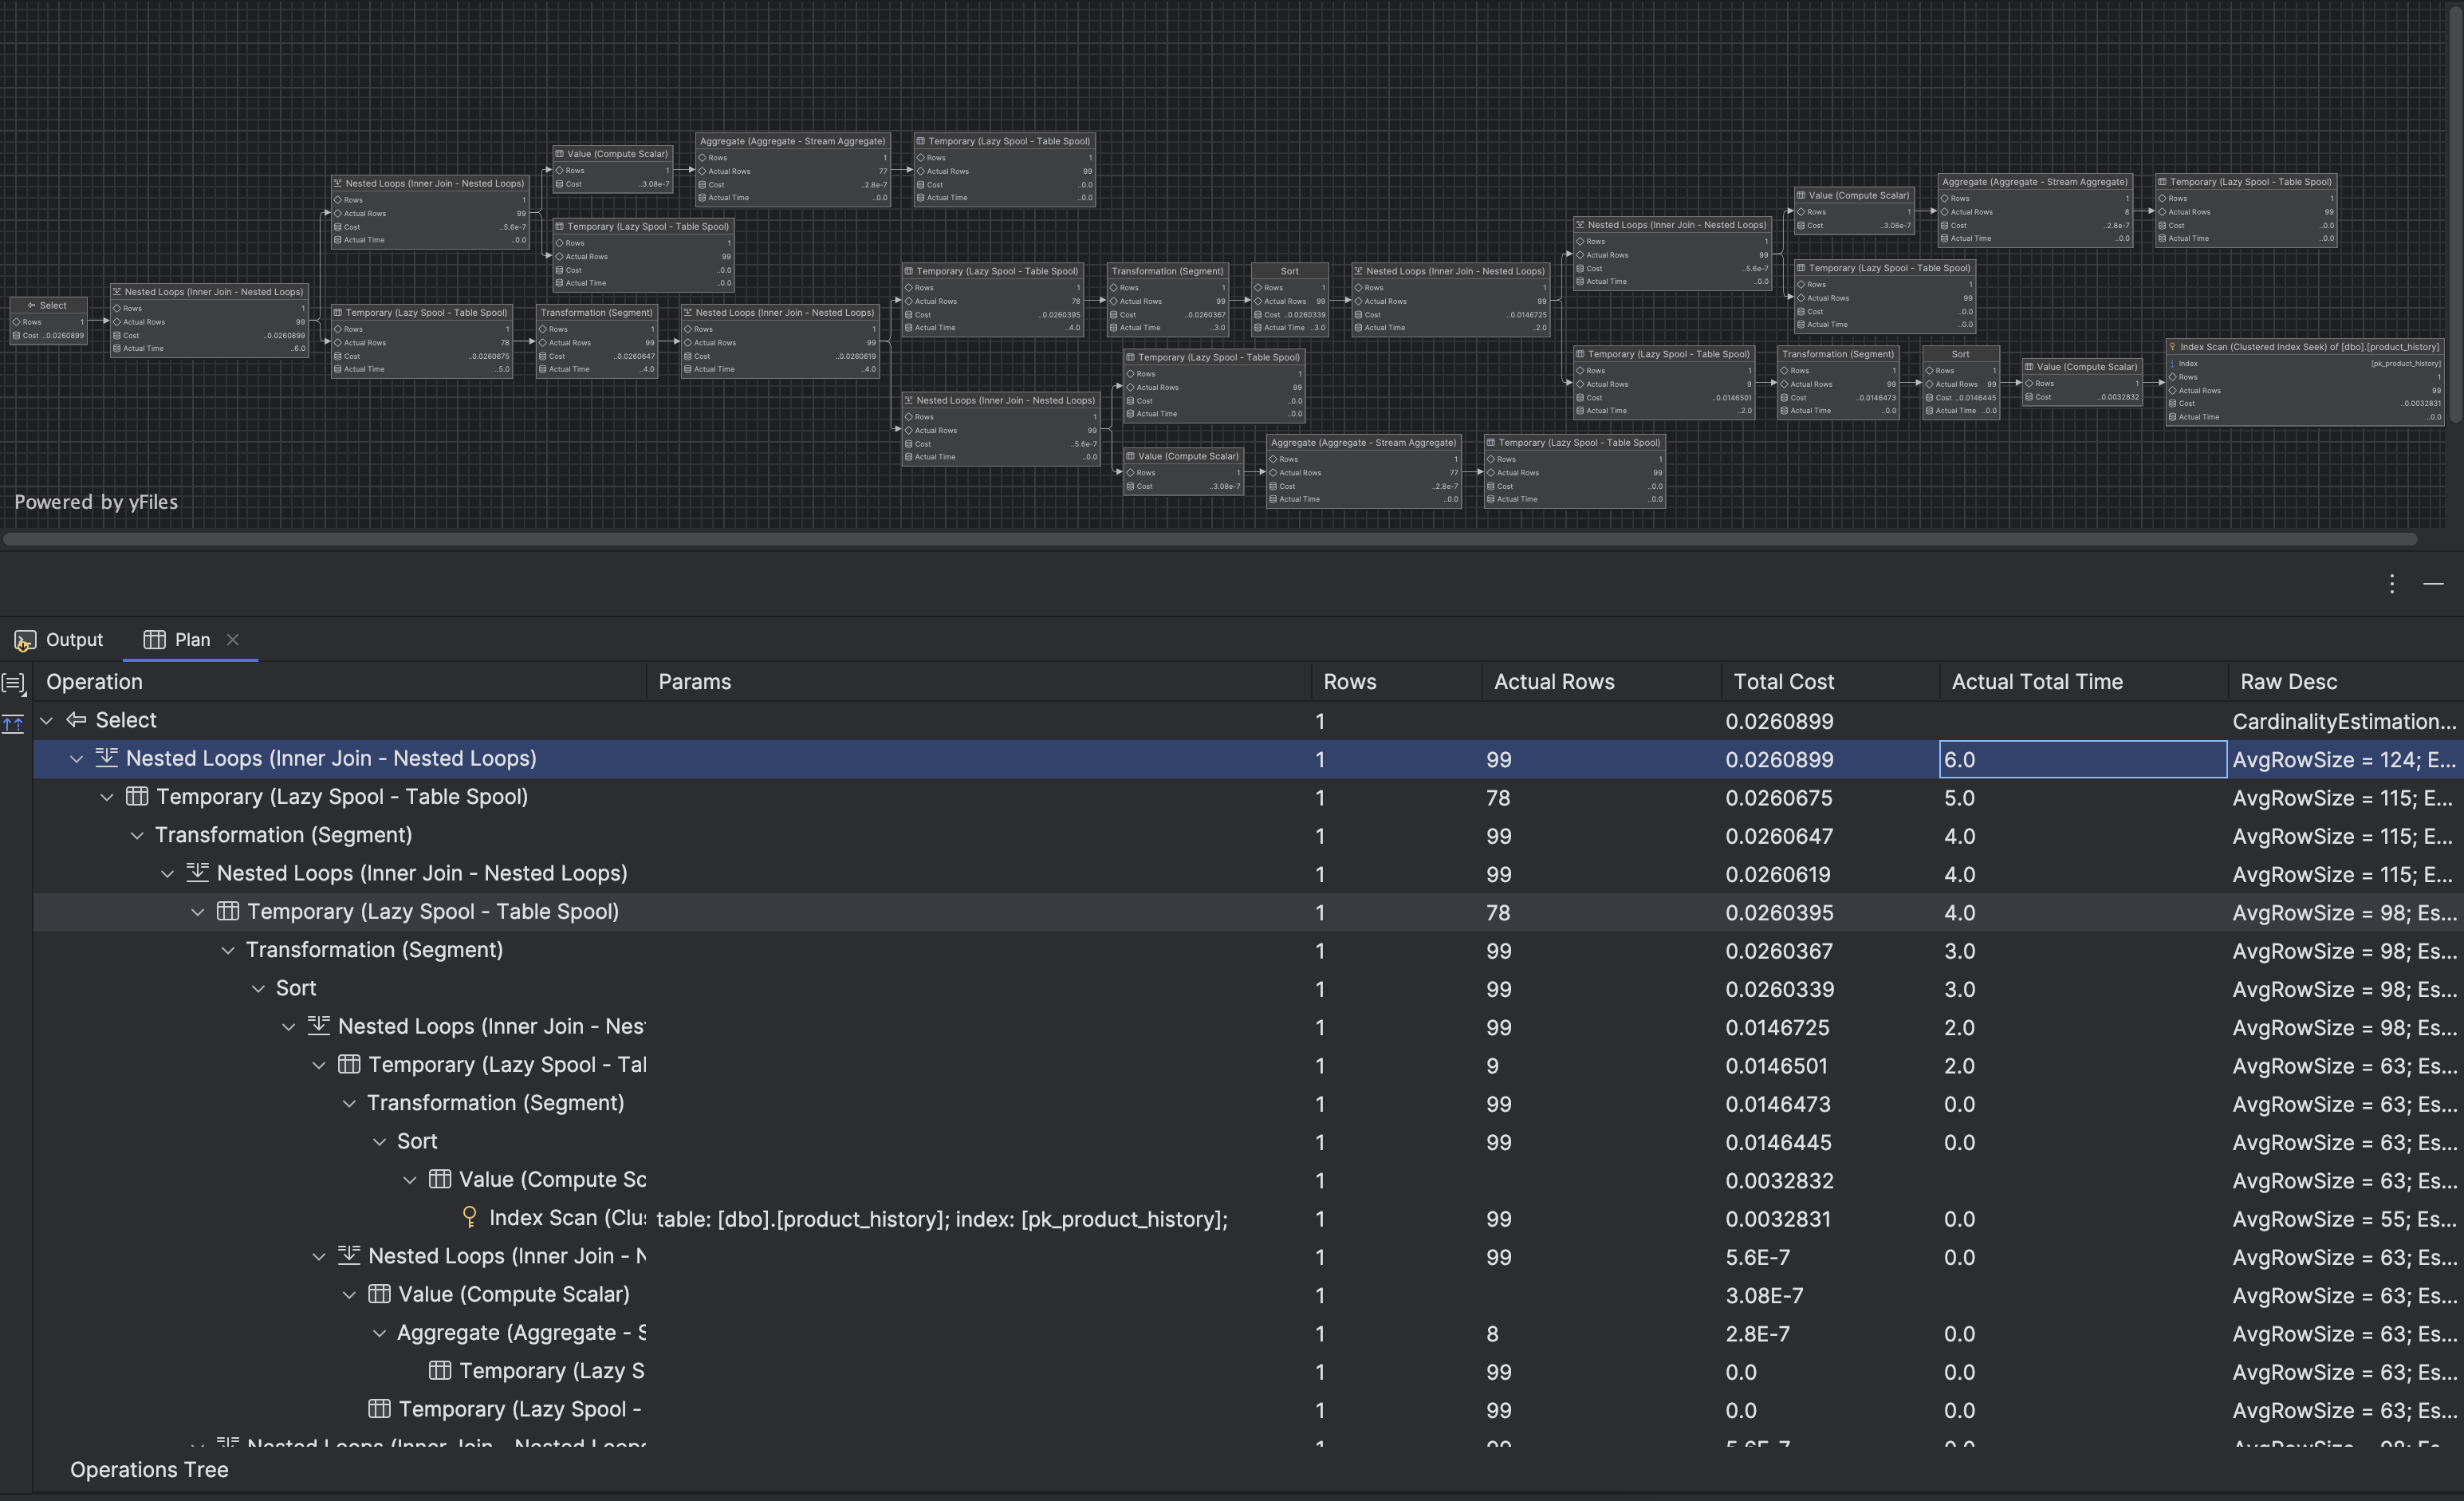 Aggregate (Aggregate - Stream Aggregate)
Rows 1
Actual Rows 77
Cost ..2.8e-7
Actual Time ..0.0
Temporary (Lazy Spool - Table Spool)
Rows 1
Actual Rows 99
Cost ..0.0
Actual Time ..0.0
Value (Compute Scalar)
Rows 1
Cost ..3.08e-7
Nested Loops (Inner Join - Nested Loops)
Rows 1
Actual Rows 99
Cost ..5.6e-7
Actual Time ..0.0
Temporary (Lazy Spool - Table Spool)
Rows 1
Actual Rows 99
Cost ..0.0
Actual Time ..0.0
Select
Rows 1
Cost ..0.0260899
Nested Loops (Inner Join - Nested Loops)
Rows 1
Actual Rows 99
Cost ..0.0260899
Actual Time ..6.0
Temporary (Lazy Spool - Table Spool)
Rows 1
Actual Rows 78
Cost ..0.0260675
Actual Time ..5.0
Transformation (Segment)
Rows 1
Actual Rows 99
Cost ..0.0260647
Actual Time ..4.0
Nested Loops (Inner Join - Nested Loops)
Rows 1
Actual Rows 99
Cost ..0.0260619
Actual Time ..4.0
Temporary (Lazy Spool - Table Spool)
Rows 1
Actual Rows 78
Cost ..0.0260395
Actual Time ..4.0
Transformation (Segment)
Rows 1
Actual Rows 99
Cost ..0.0260367
Actual Time ..3.0
Sort
Rows 1
Actual Rows 99
Cost ..0.0260339
Actual Time ..3.0
Nested Loops (Inner Join - Nested Loops)
Rows 1
Actual Rows 99
Cost ..0.0146725
Actual Time ..2.0
Nested Loops (Inner Join - Nested Loops)
Rows 1
Actual Rows 99
Cost ..5.6e-7
Actual Time ..0.0
Value (Compute Scalar)
Rows 1
Cost ..3.08e-7
Aggregate (Aggregate - Stream Aggregate)
Rows 1
Actual Rows 8
Cost ..2.8e-7
Actual Time ..0.0
Temporary (Lazy Spool - Table Spool)
Rows 1
Actual Rows 99
Cost ..0.0
Actual Time ..0.0
Temporary (Lazy Spool - Table Spool)
Rows 1
Actual Rows 99
Cost ..0.0
Actual Time ..0.0
Temporary (Lazy Spool - Table Spool)
Rows 1
Actual Rows 9
Cost ..0.0146501
Actual Time ..2.0
Transformation (Segment)
Rows 1
Actual Rows 99
Cost ..0.0146473
Actual Time ..0.0
Sort
Rows 1
Actual Rows 99
Cost ..0.0146445
Actual Time ..0.0
Value (Compute Scalar)
Rows 1
Cost ..0.0032832
Index Scan (Clustered Index Seek) of [dbo].[product_history]
Index [pk_product_history]
Rows 1
Actual Rows 99
Cost ..0.0032831
Actual Time ..0.0
Nested Loops (Inner Join - Nested Loops)
Rows 1
Actual Rows 99
Cost ..5.6e-7
Actual Time ..0.0
Temporary (Lazy Spool - Table Spool)
Rows 1
Actual Rows 99
Cost ..0.0
Actual Time ..0.0
Value (Compute Scalar)
Rows 1
Cost ..3.08e-7
Aggregate (Aggregate - Stream Aggregate)
Rows 1
Actual Rows 77
Cost ..2.8e-7
Actual Time ..0.0
Temporary (Lazy Spool - Table Spool)
Rows 1
Actual Rows 99
Cost ..0.0
Actual Time ..0.0
Powered by yFiles
Output Plan
Operation Params Rows Actual Rows Total Cost Actual Total Time Raw Desc
Select 1 0.0260899 CardinalityEstimation...
Nested Loops (Inner Join - Nested Loops) 1 99 0.0260899 6.0 AvgRowSize = 124; E...
Temporary (Lazy Spool - Table Spool) 1 78 0.0260675 5.0 AvgRowSize = 115; E...
Transformation (Segment) 1 99 0.0260647 4.0 AvgRowSize = 115; E...
Nested Loops (Inner Join - Nested Loops) 1 99 0.0260619 4.0 AvgRowSize = 115; E...
Temporary (Lazy Spool - Table Spool) 1 78 0.0260395 4.0 AvgRowSize = 98; Es...
Transformation (Segment) 1 99 0.0260367 3.0 AvgRowSize = 98; Es...
Sort 1 99 0.0260339 3.0 AvgRowSize = 98; Es...
Nested Loops (Inner Join - Nes 1 99 0.0146725 2.0 AvgRowSize = 98; Es...
Temporary (Lazy Spool - Tal 1 9 0.0146501 2.0 AvgRowSize = 63; Es...
Transformation (Segment) 1 99 0.0146473 0.0 AvgRowSize = 63; Es...
Sort 1 99 0.0146445 0.0 AvgRowSize = 63; Es...
Value (Compute Sc 1 0.0032832 AvgRowSize = 63; Es...
Index Scan (Clus table: [dbo].[product_history]; index: [pk_product_history]; 1 99 0.0032831 0.0 AvgRowSize = 55; Es...
Nested Loops (Inner Join - N 1 99 5.6E-7 0.0 AvgRowSize = 63; Es...
Value (Compute Scalar) 1 3.08E-7 AvgRowSize = 63; Es...
Aggregate (Aggregate - S 1 8 2.8E-7 0.0 AvgRowSize = 63; Es...
Temporary (Lazy S 1 99 0.0 0.0 AvgRowSize = 63; Es...
Temporary (Lazy Spool - 1 99 0.0 0.0 AvgRowSize = 63; Es...
Operations Tree